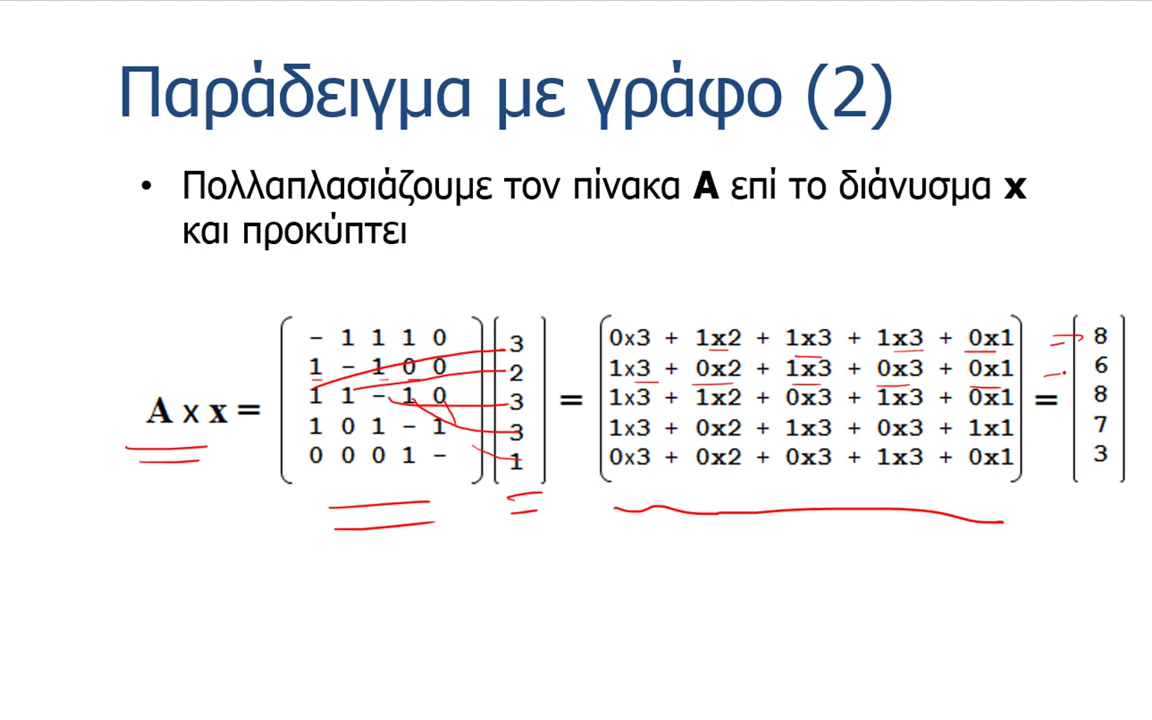 Παράδειγμα με γράφο (2)
• Πολλαπλασιάζουμε τον πίνακα A επί το διάνυσμα x
και προκύπτει
- 1 1 1 0 3 0x3 + 1x2 + 1x3 + 1x3 + 0x1 8
1 - 1 0 0 2 1x3 + 0x2 + 1x3 + 0x3 + 0x1 6
A x x = 1 1 - 1 0 3 = 1x3 + 1x2 + 0x3 + 1x3 + 0x1 = 8
1 0 1 - 1 3 1x3 + 0x2 + 1x3 + 0x3 + 1x1 7
0 0 0 1 - 1 0x3 + 0x2 + 0x3 + 1x3 + 0x1 3